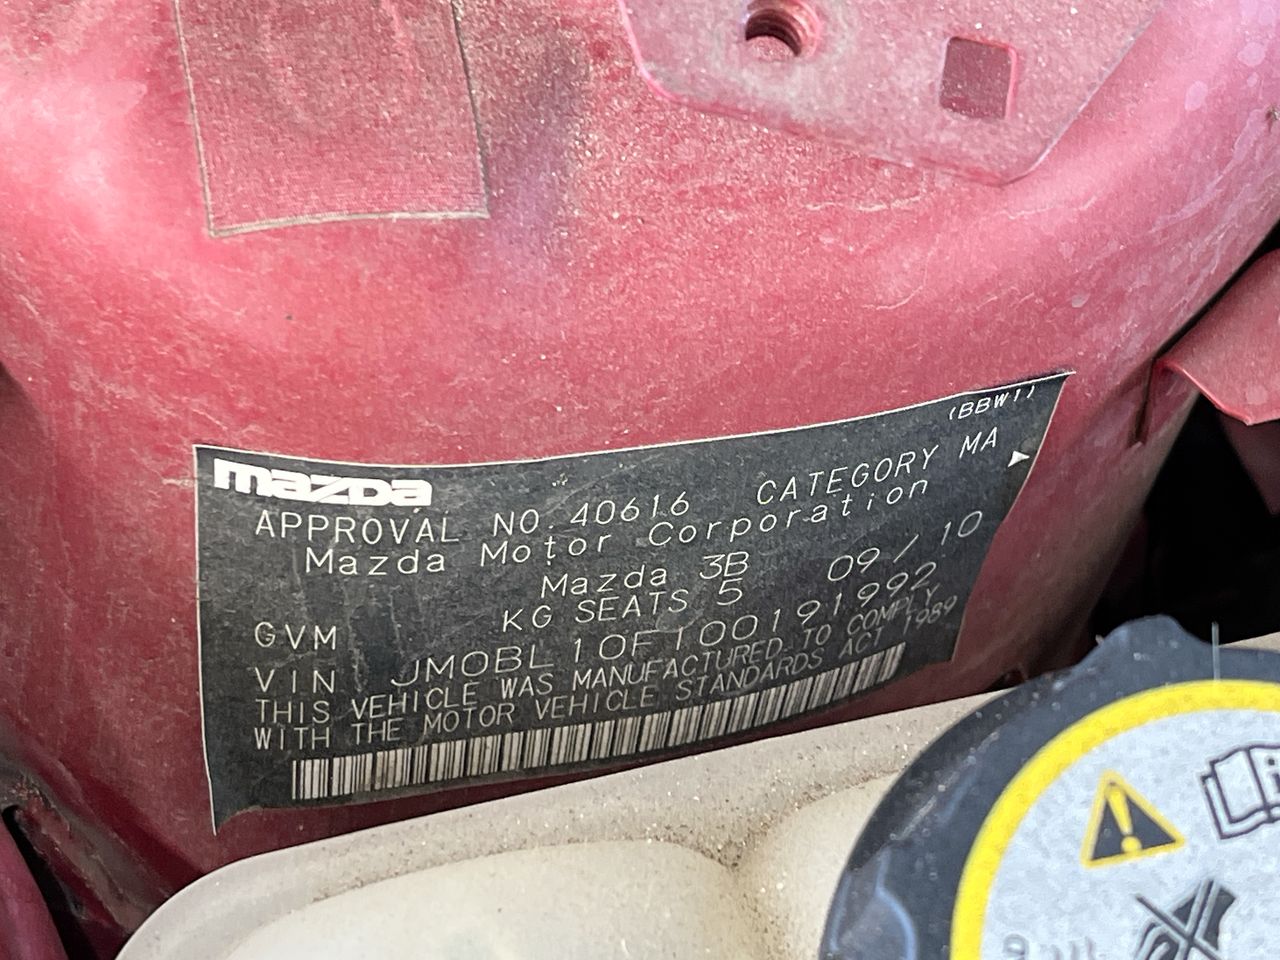 (BBW1)
mazda
APPROVAL NO. 40616 CATEGORY MA
Mazda Motor Corporation
Mazda 3B 09/10
GVM KG SEATS 5
VIN JM0BL10F100191992
THIS VEHICLE WAS MANUFACTURED TO COMPLY
WITH THE MOTOR VEHICLE STANDARDS ACT 1989